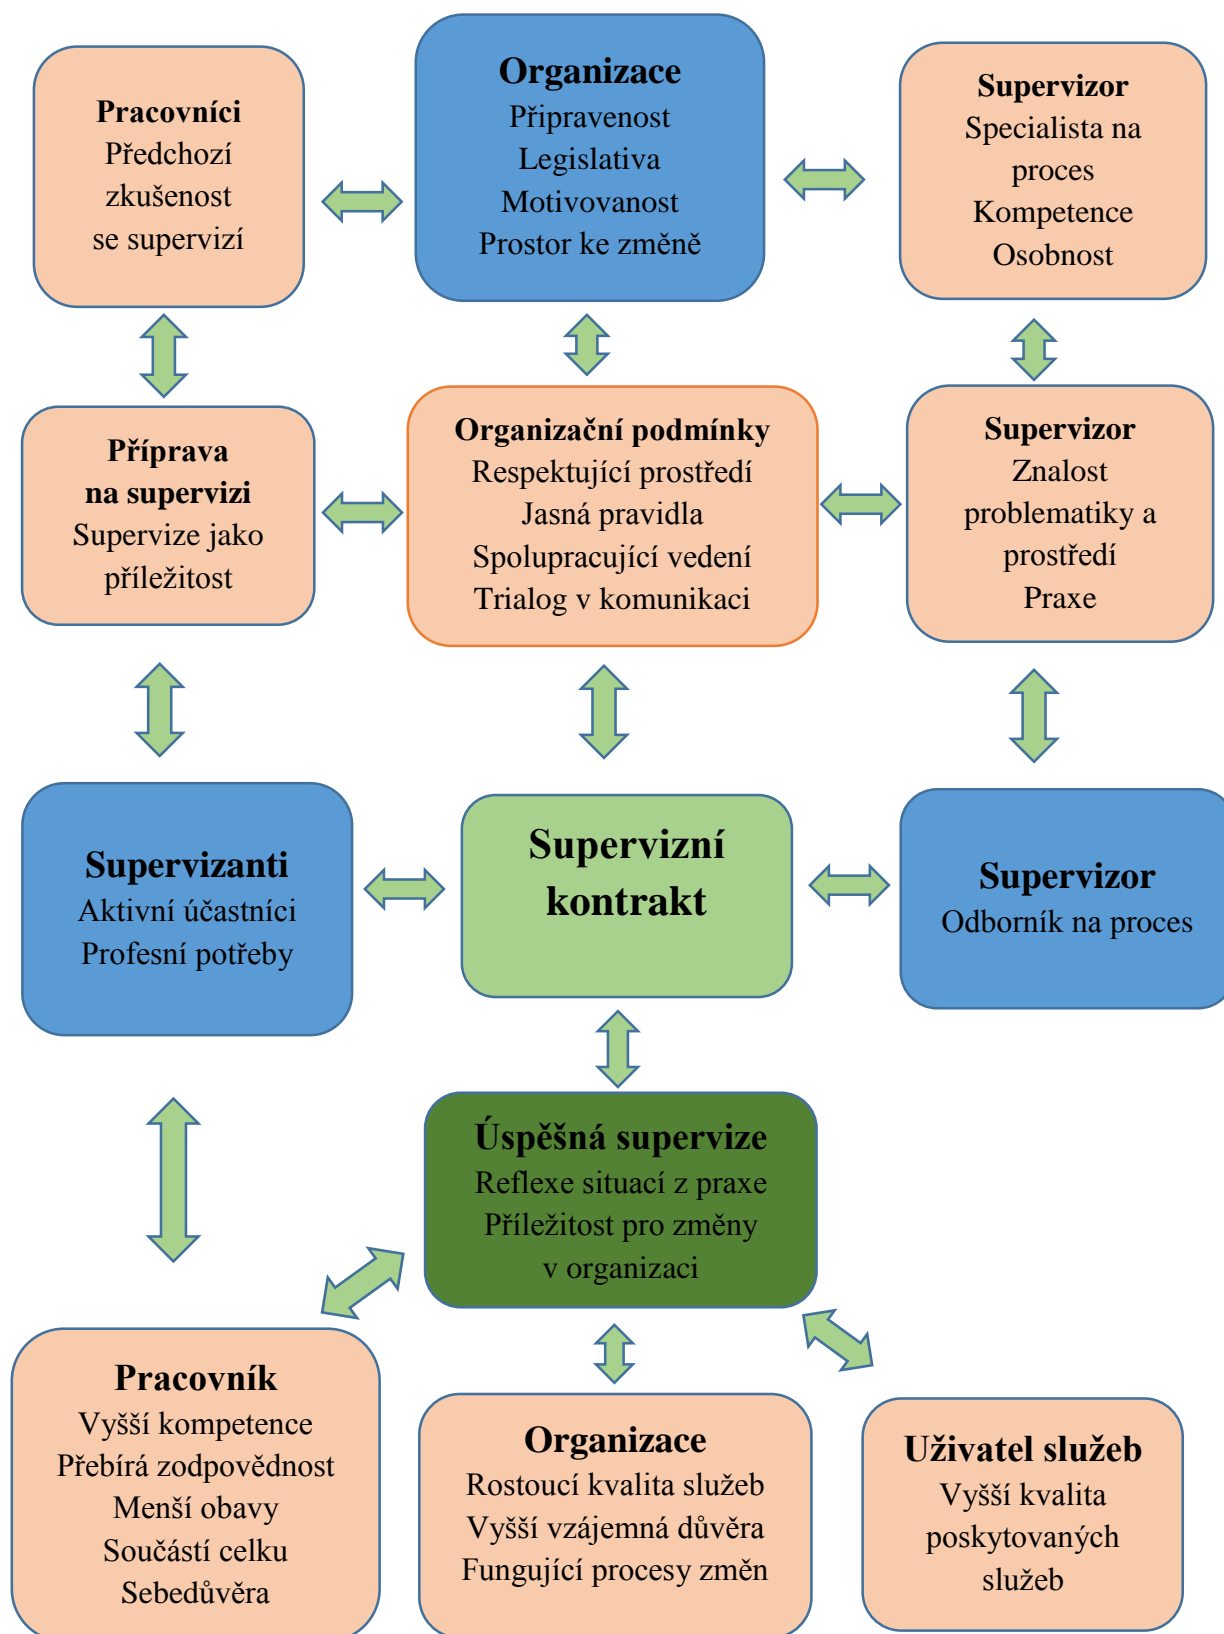 Pracovníci
Předchozí
zkušenost
se supervizí
Organizace
Připravenost
Legislativa
Motivovanost
Prostor ke změně
Supervizor
Specialista na
proces
Kompetence
Osobnost
Příprava
na supervizi
Supervize jako
příležitost
Organizační podmínky
Respektující prostředí
Jasná pravidla
Spolupracující vedení
Trialog v komunikaci
Supervizor
Znalost
problematiky a
prostředí
Praxe
Supervizanti
Aktivní účastníci
Profesní potřeby
Supervizní
kontrakt
Supervizor
Odborník na proces
Úspěšná supervize
Reflexe situací z praxe
Příležitost pro změny
v organizaci
Pracovník
Vyšší kompetence
Přebírá zodpovědnost
Menší obavy
Součástí celku
Sebedůvěra
Organizace
Rostoucí kvalita služeb
Vyšší vzájemná důvěra
Fungující procesy změn
Uživatel služeb
Vyšší kvalita
poskytovaných
služeb